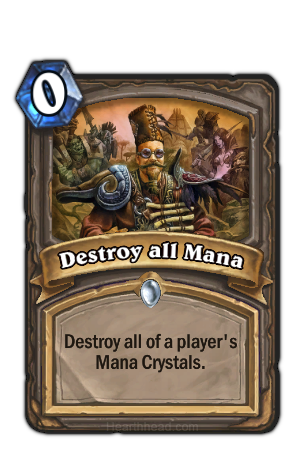 0
Destroy all Mana
Destroy all of a player's
Mana Crystals.
Hearthhead.com